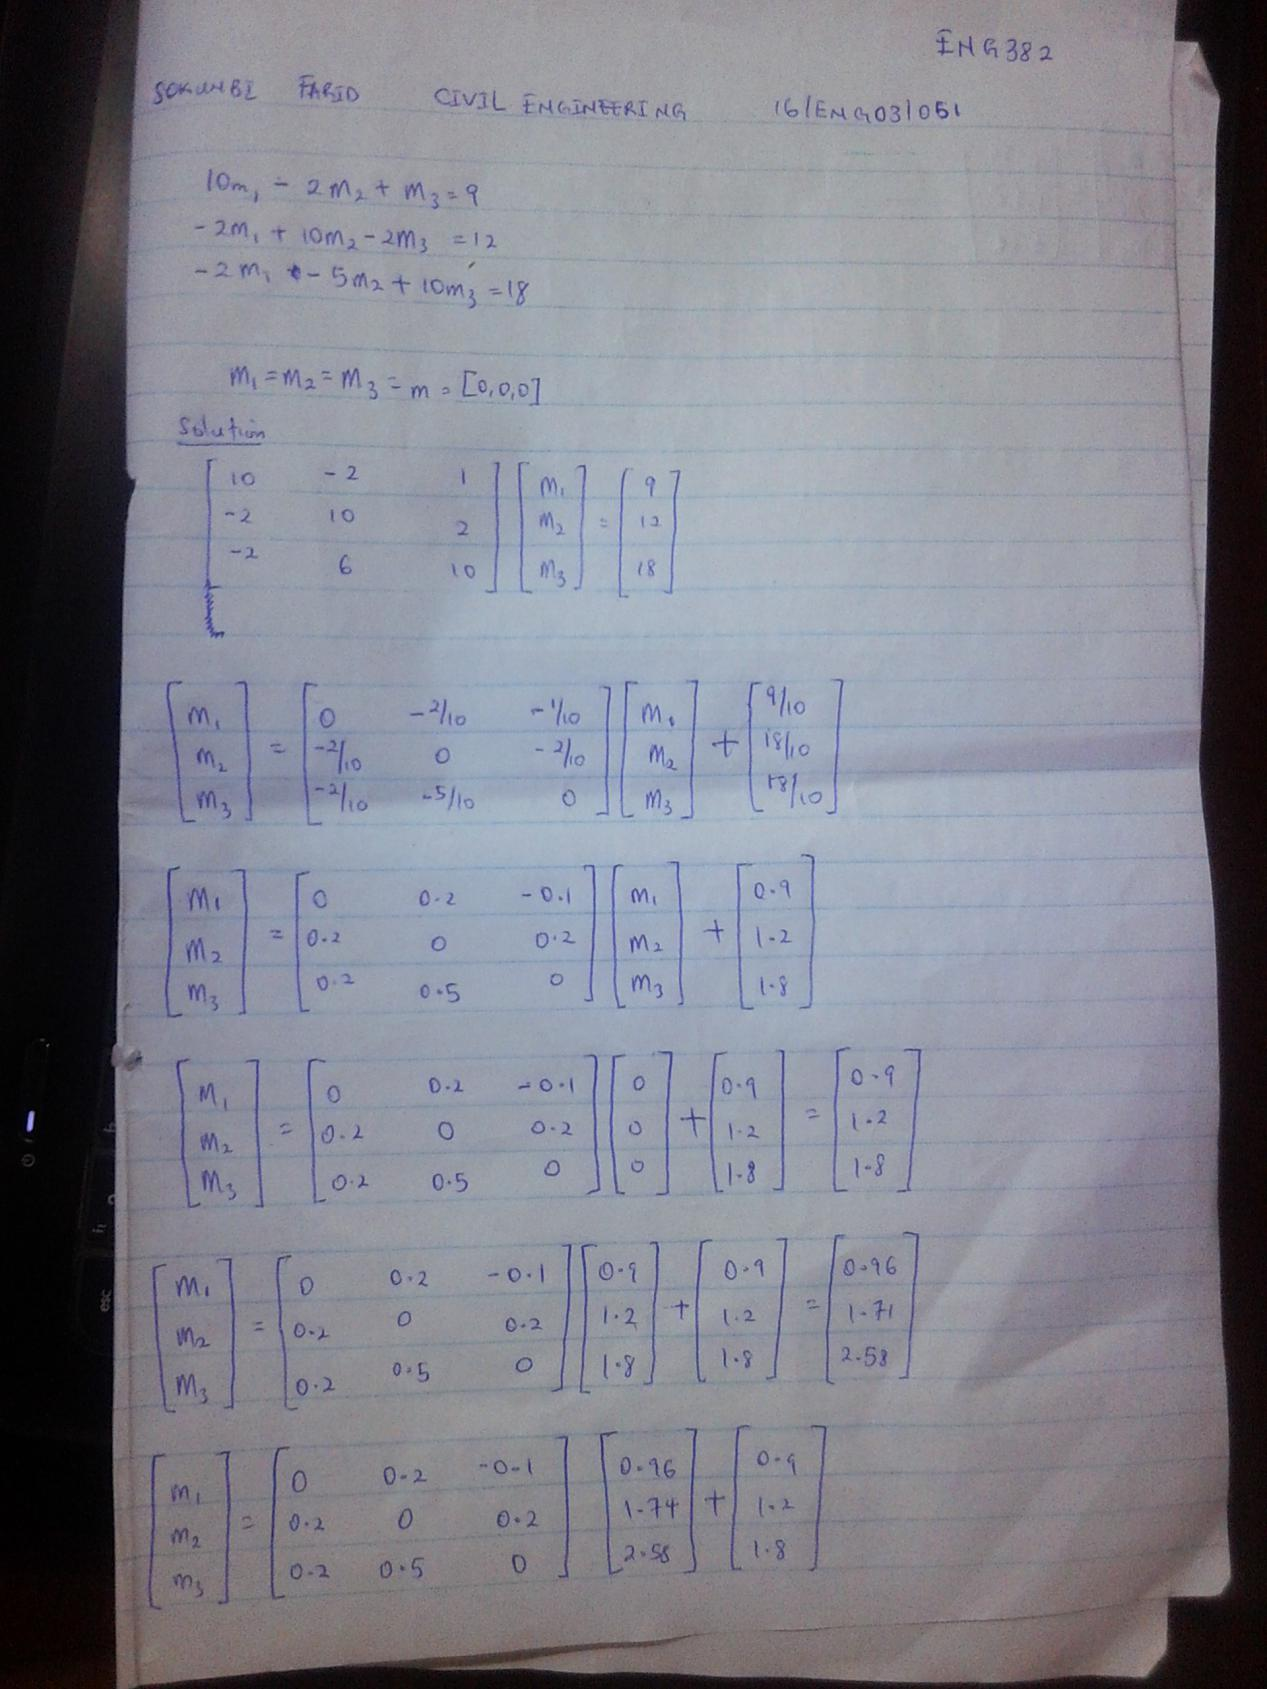 ENG382
SOKUNBI FARID CIVIL ENGINEERING 16/ENG03/051
10m₁ - 2m₂ + m₃ = 9
-2m₁ + 10m₂ - 2m₃ = 12
-2m₁ - 5m₂ + 10m₃ = 18
m₁ = m₂ = m₃ = m = [0,0,0]
Solution
[10 -2 1] [m₁] [9]
[-2 10 2] [m₂] = [12]
[-2 6 10] [m₃] [18]
[m₁] [0 -2/10 -1/10] [m₁] [9/10]
[m₂] = [-2/10 0 -2/10] [m₂] + [18/10]
[m₃] [-2/10 -5/10 0] [m₃] [18/10]
[m₁] [0 0.2 -0.1] [m₁] [0.9]
[m₂] = [0.2 0 0.2] [m₂] + [1.2]
[m₃] [0.2 0.5 0] [m₃] [1.8]
[m₁] [0 0.2 -0.1] [0] [0.9] [0.9]
[m₂] = [0.2 0 0.2] [0] + [1.2] = [1.2]
[m₃] [0.2 0.5 0] [0] [1.8] [1.8]
[m₁] [0 0.2 -0.1] [0.9] [0.9] [0.96]
[m₂] = [0.2 0 0.2] [1.2] + [1.2] = [1.71]
[m₃] [0.2 0.5 0] [1.8] [1.8] [2.58]
[m₁] [0 0.2 -0.1] [0.96] [0.9]
[m₂] = [0.2 0 0.2] [1.74] + [1.2]
[m₃] [0.2 0.5 0] [2.58] [1.8]
esc